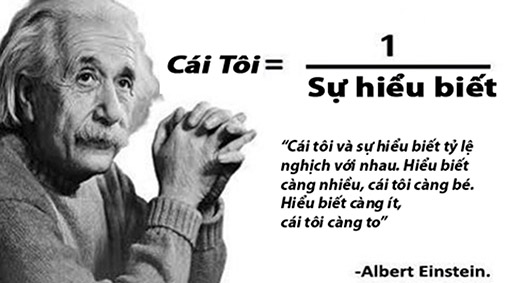 Cái Tôi = 1
Sự hiểu biết
“Cái tôi và sự hiểu biết tỷ lệ
nghịch với nhau. Hiểu biết
càng nhiều, cái tôi càng bé.
Hiểu biết càng ít,
cái tôi càng to”
-Albert Einstein.